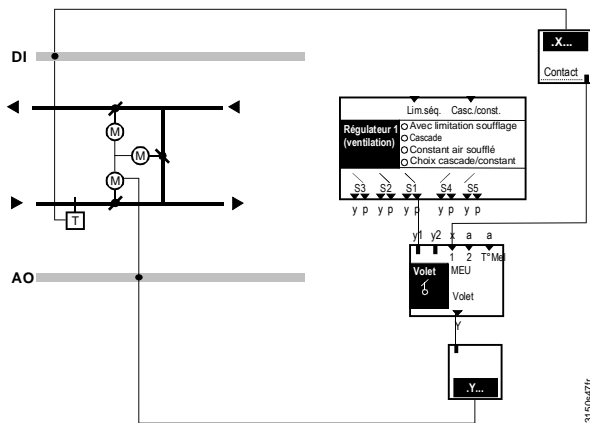 DI
.X...
Contact
Lim.séq. Casc./const.
Régulateur 1
(ventilation)
Avec limitation soufflage
Cascade
Constant air soufflé
Choix cascade/constant
M
M
M
S3 S2 S1 S4 S5
y p y p y p y p y p
T
y1 y2 x a a
1 2 T°Mel
Volet MEU
Volet
Y
AO
.Y...
3150s47fr